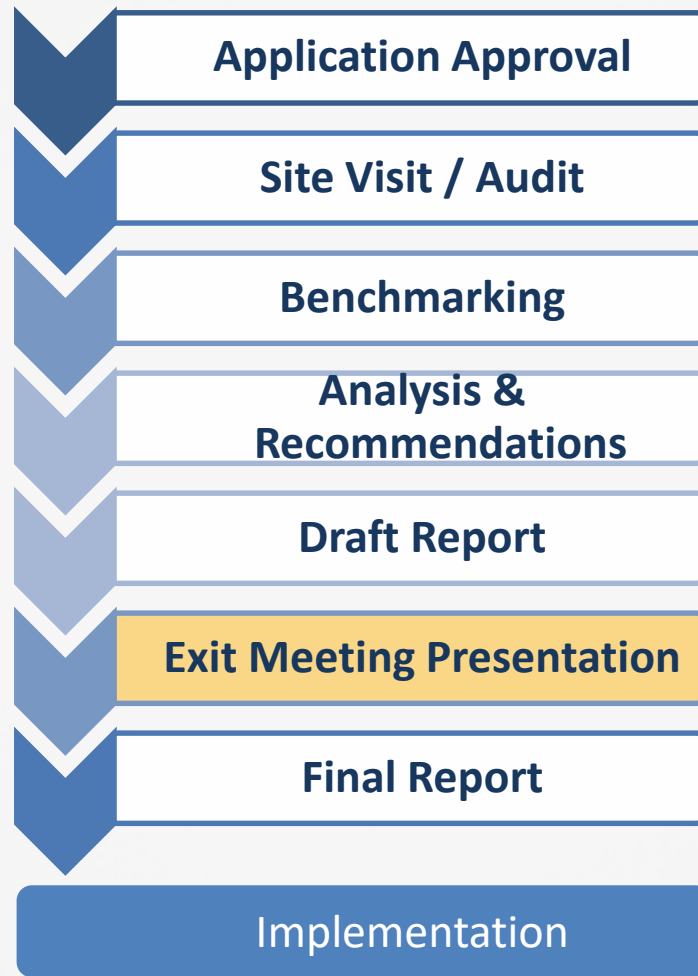 Application Approval
Site Visit / Audit
Benchmarking
Analysis &
Recommendations
Draft Report
Exit Meeting Presentation
Final Report
Implementation